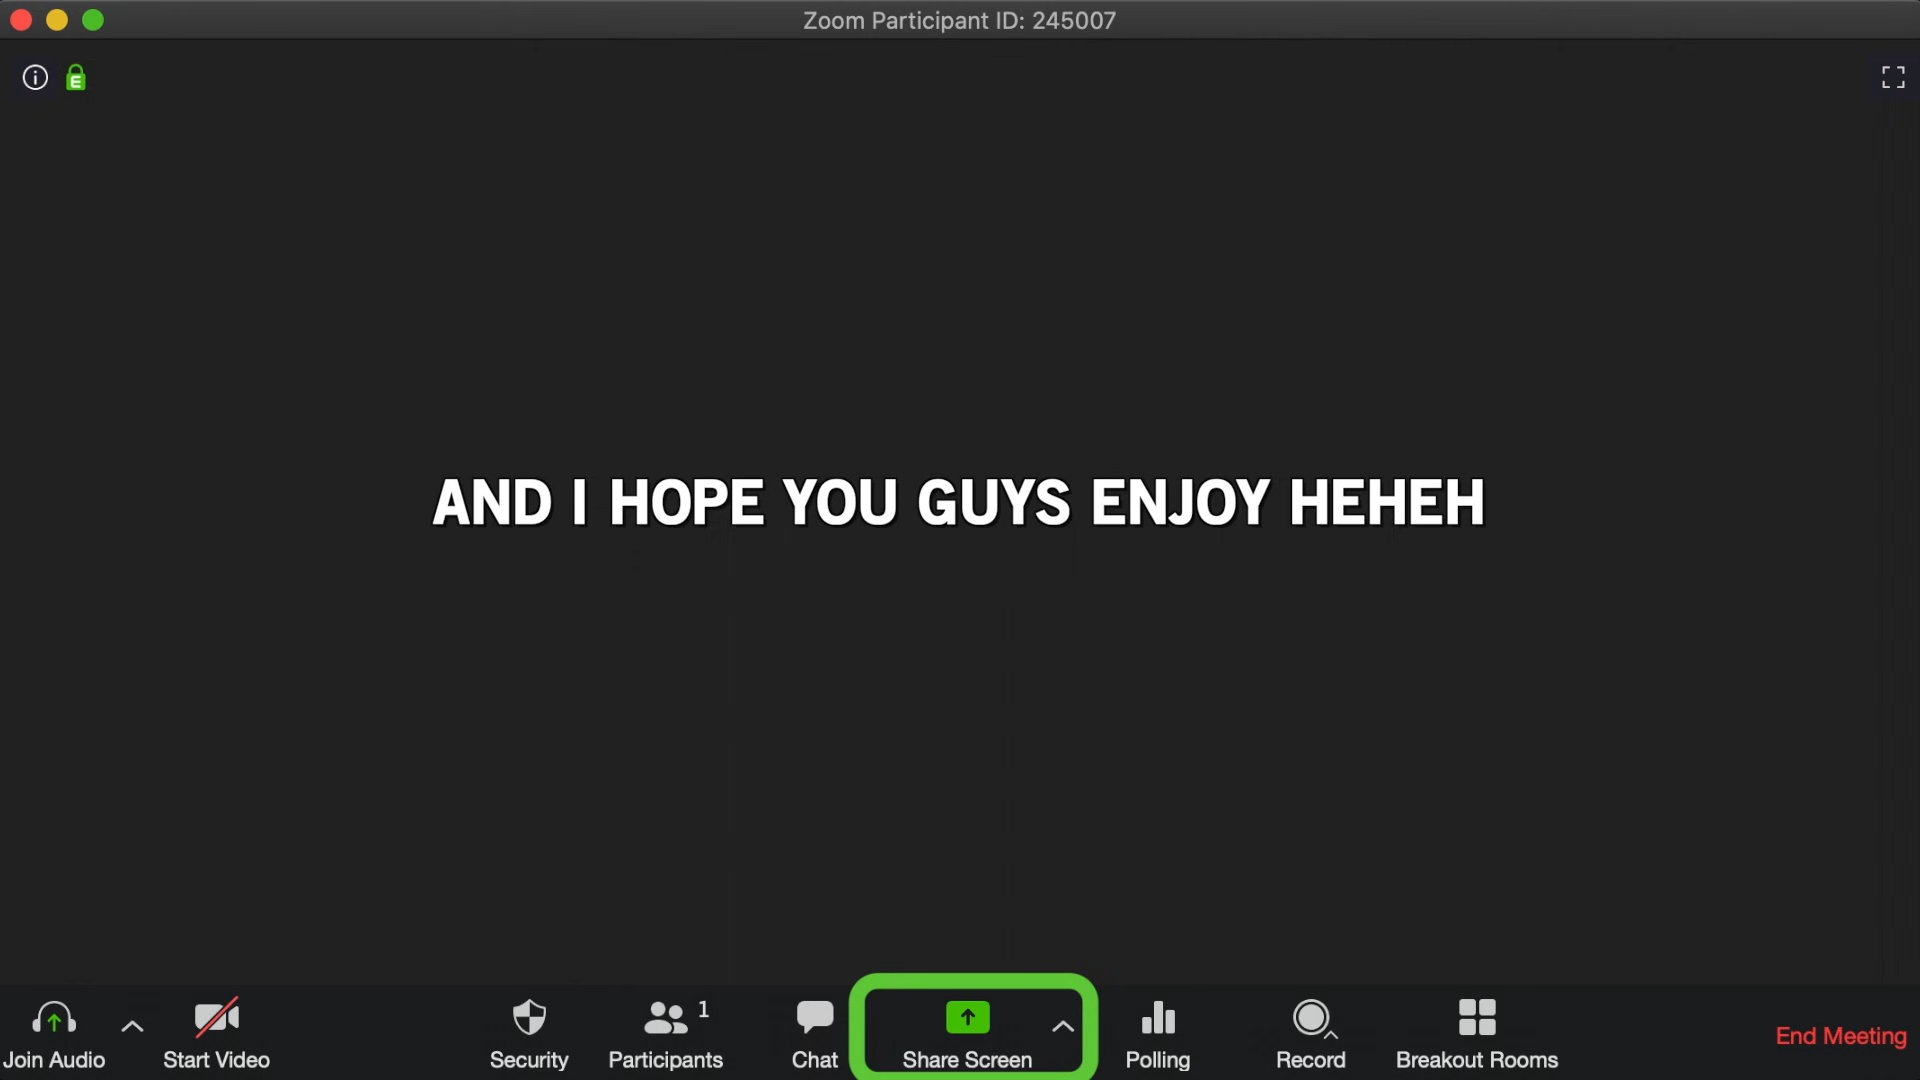 Zoom Participant ID: 245007
AND I HOPE YOU GUYS ENJOY HEHEH
1
Join Audio
Start Video
Security
Participants
Chat
Share Screen
Polling
Record
Breakout Rooms
End Meeting